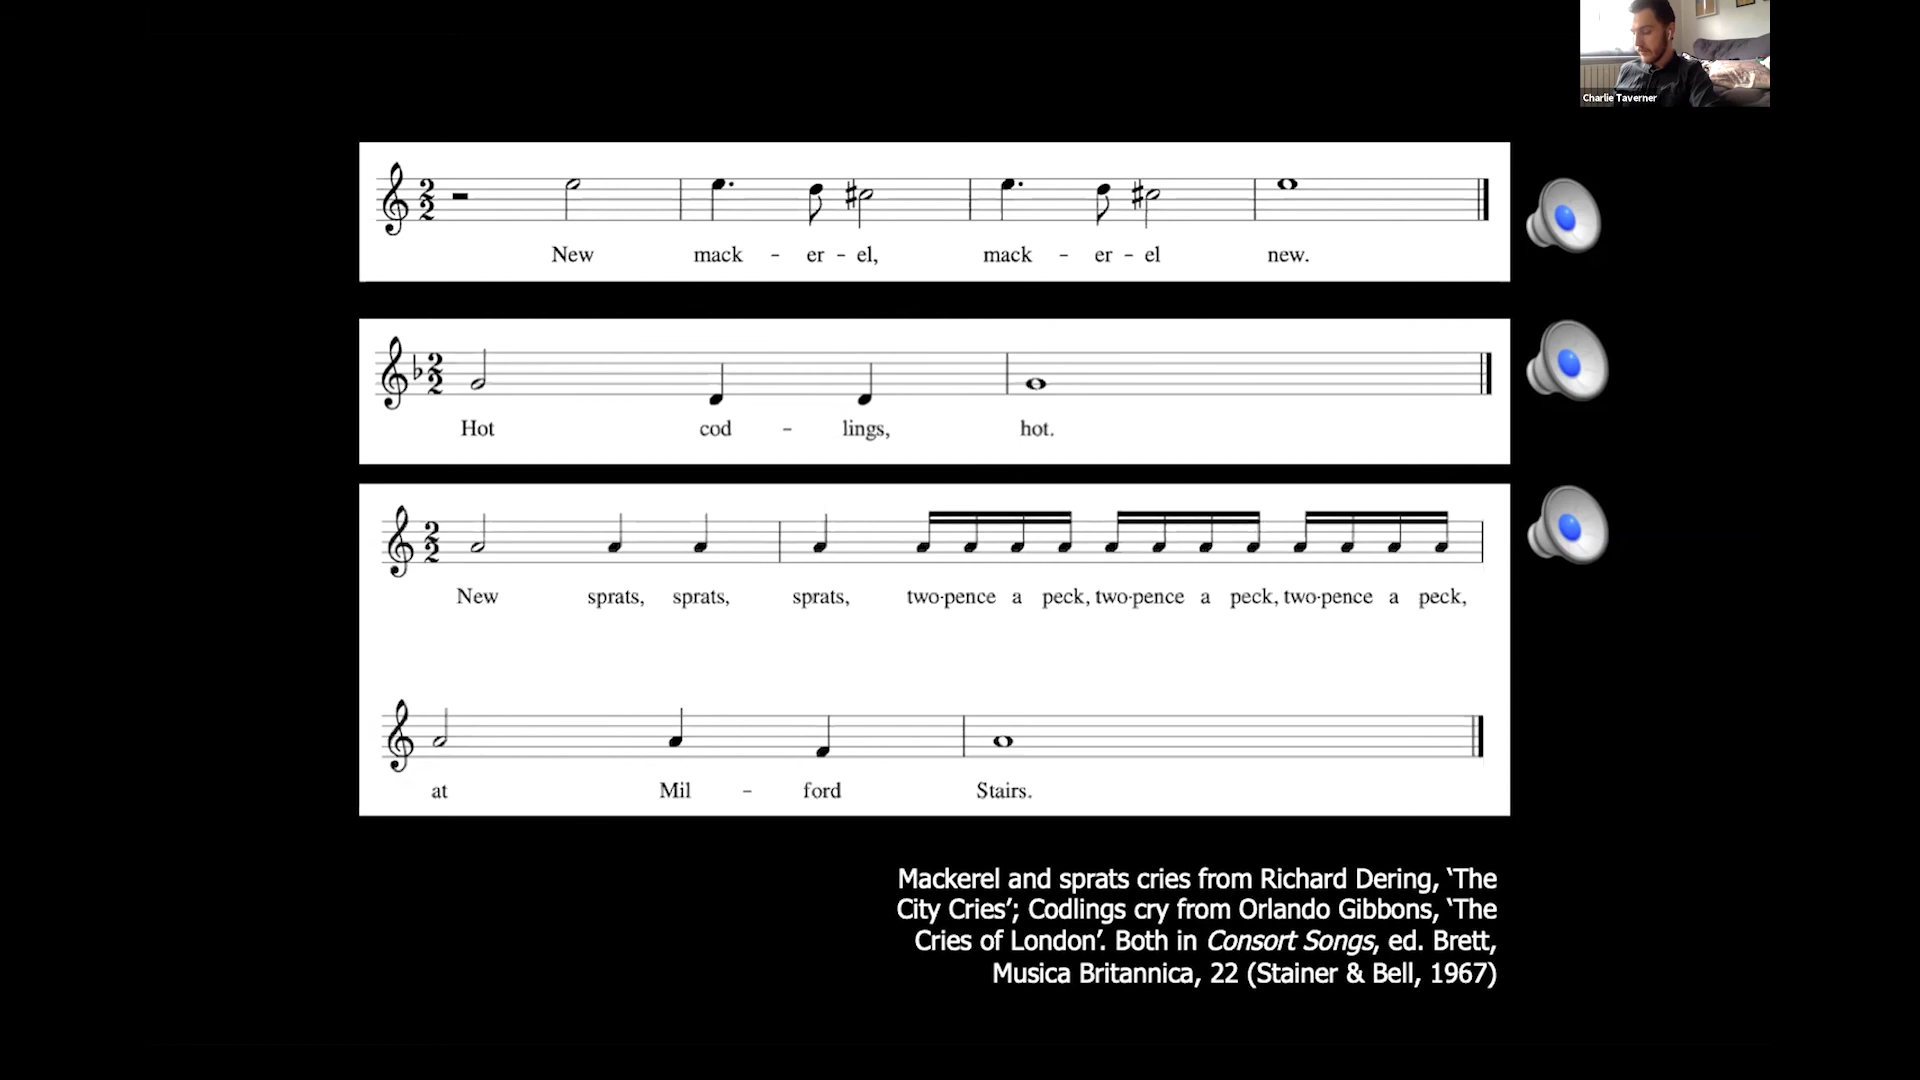 Charlie Taverner
New mack - er - el, mack - er - el new.
Hot cod - lings, hot.
New sprats, sprats, sprats, two-pence a peck, two-pence a peck, two-pence a peck,
at Mil - ford Stairs.
Mackerel and sprats cries from Richard Dering, ‘The
City Cries’; Codlings cry from Orlando Gibbons, ‘The
Cries of London’. Both in Consort Songs, ed. Brett,
Musica Britannica, 22 (Stainer & Bell, 1967)